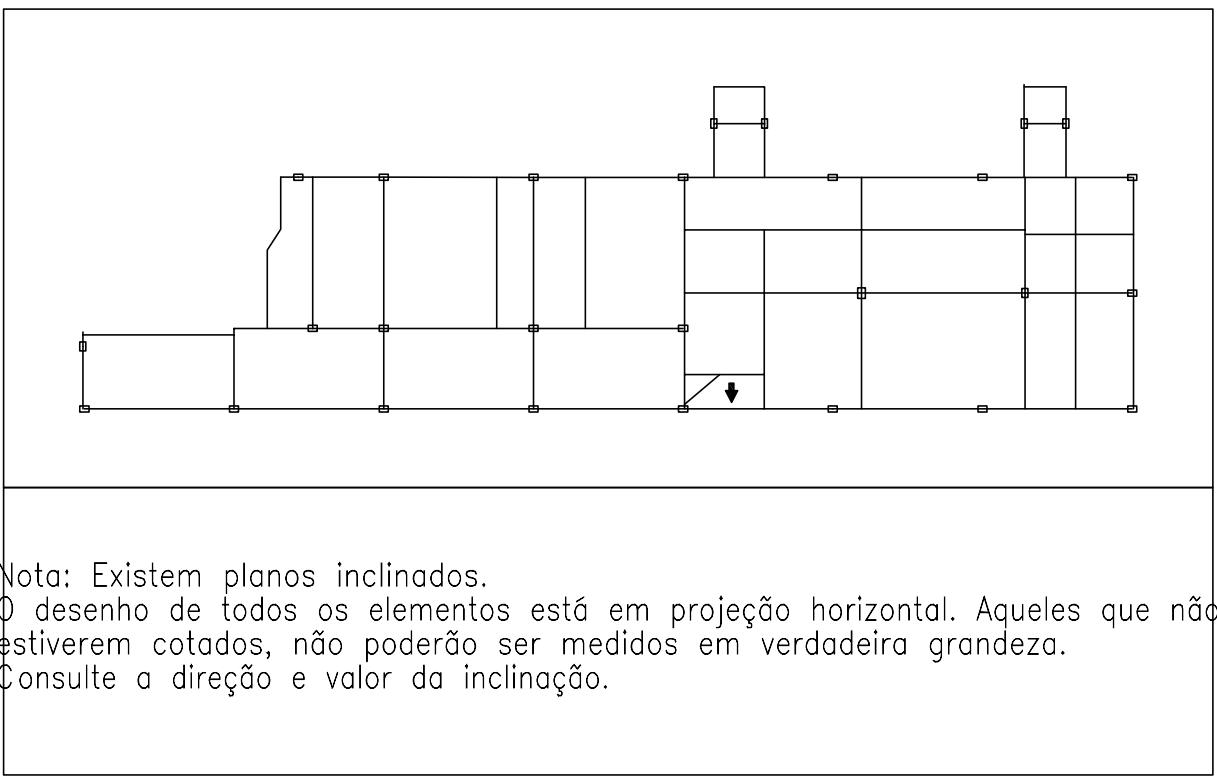 Nota: Existem planos inclinados.
O desenho de todos os elementos está em projeção horizontal. Aqueles que não
estiverem cotados, não poderão ser medidos em verdadeira grandeza.
Consulte a direção e valor da inclinação.